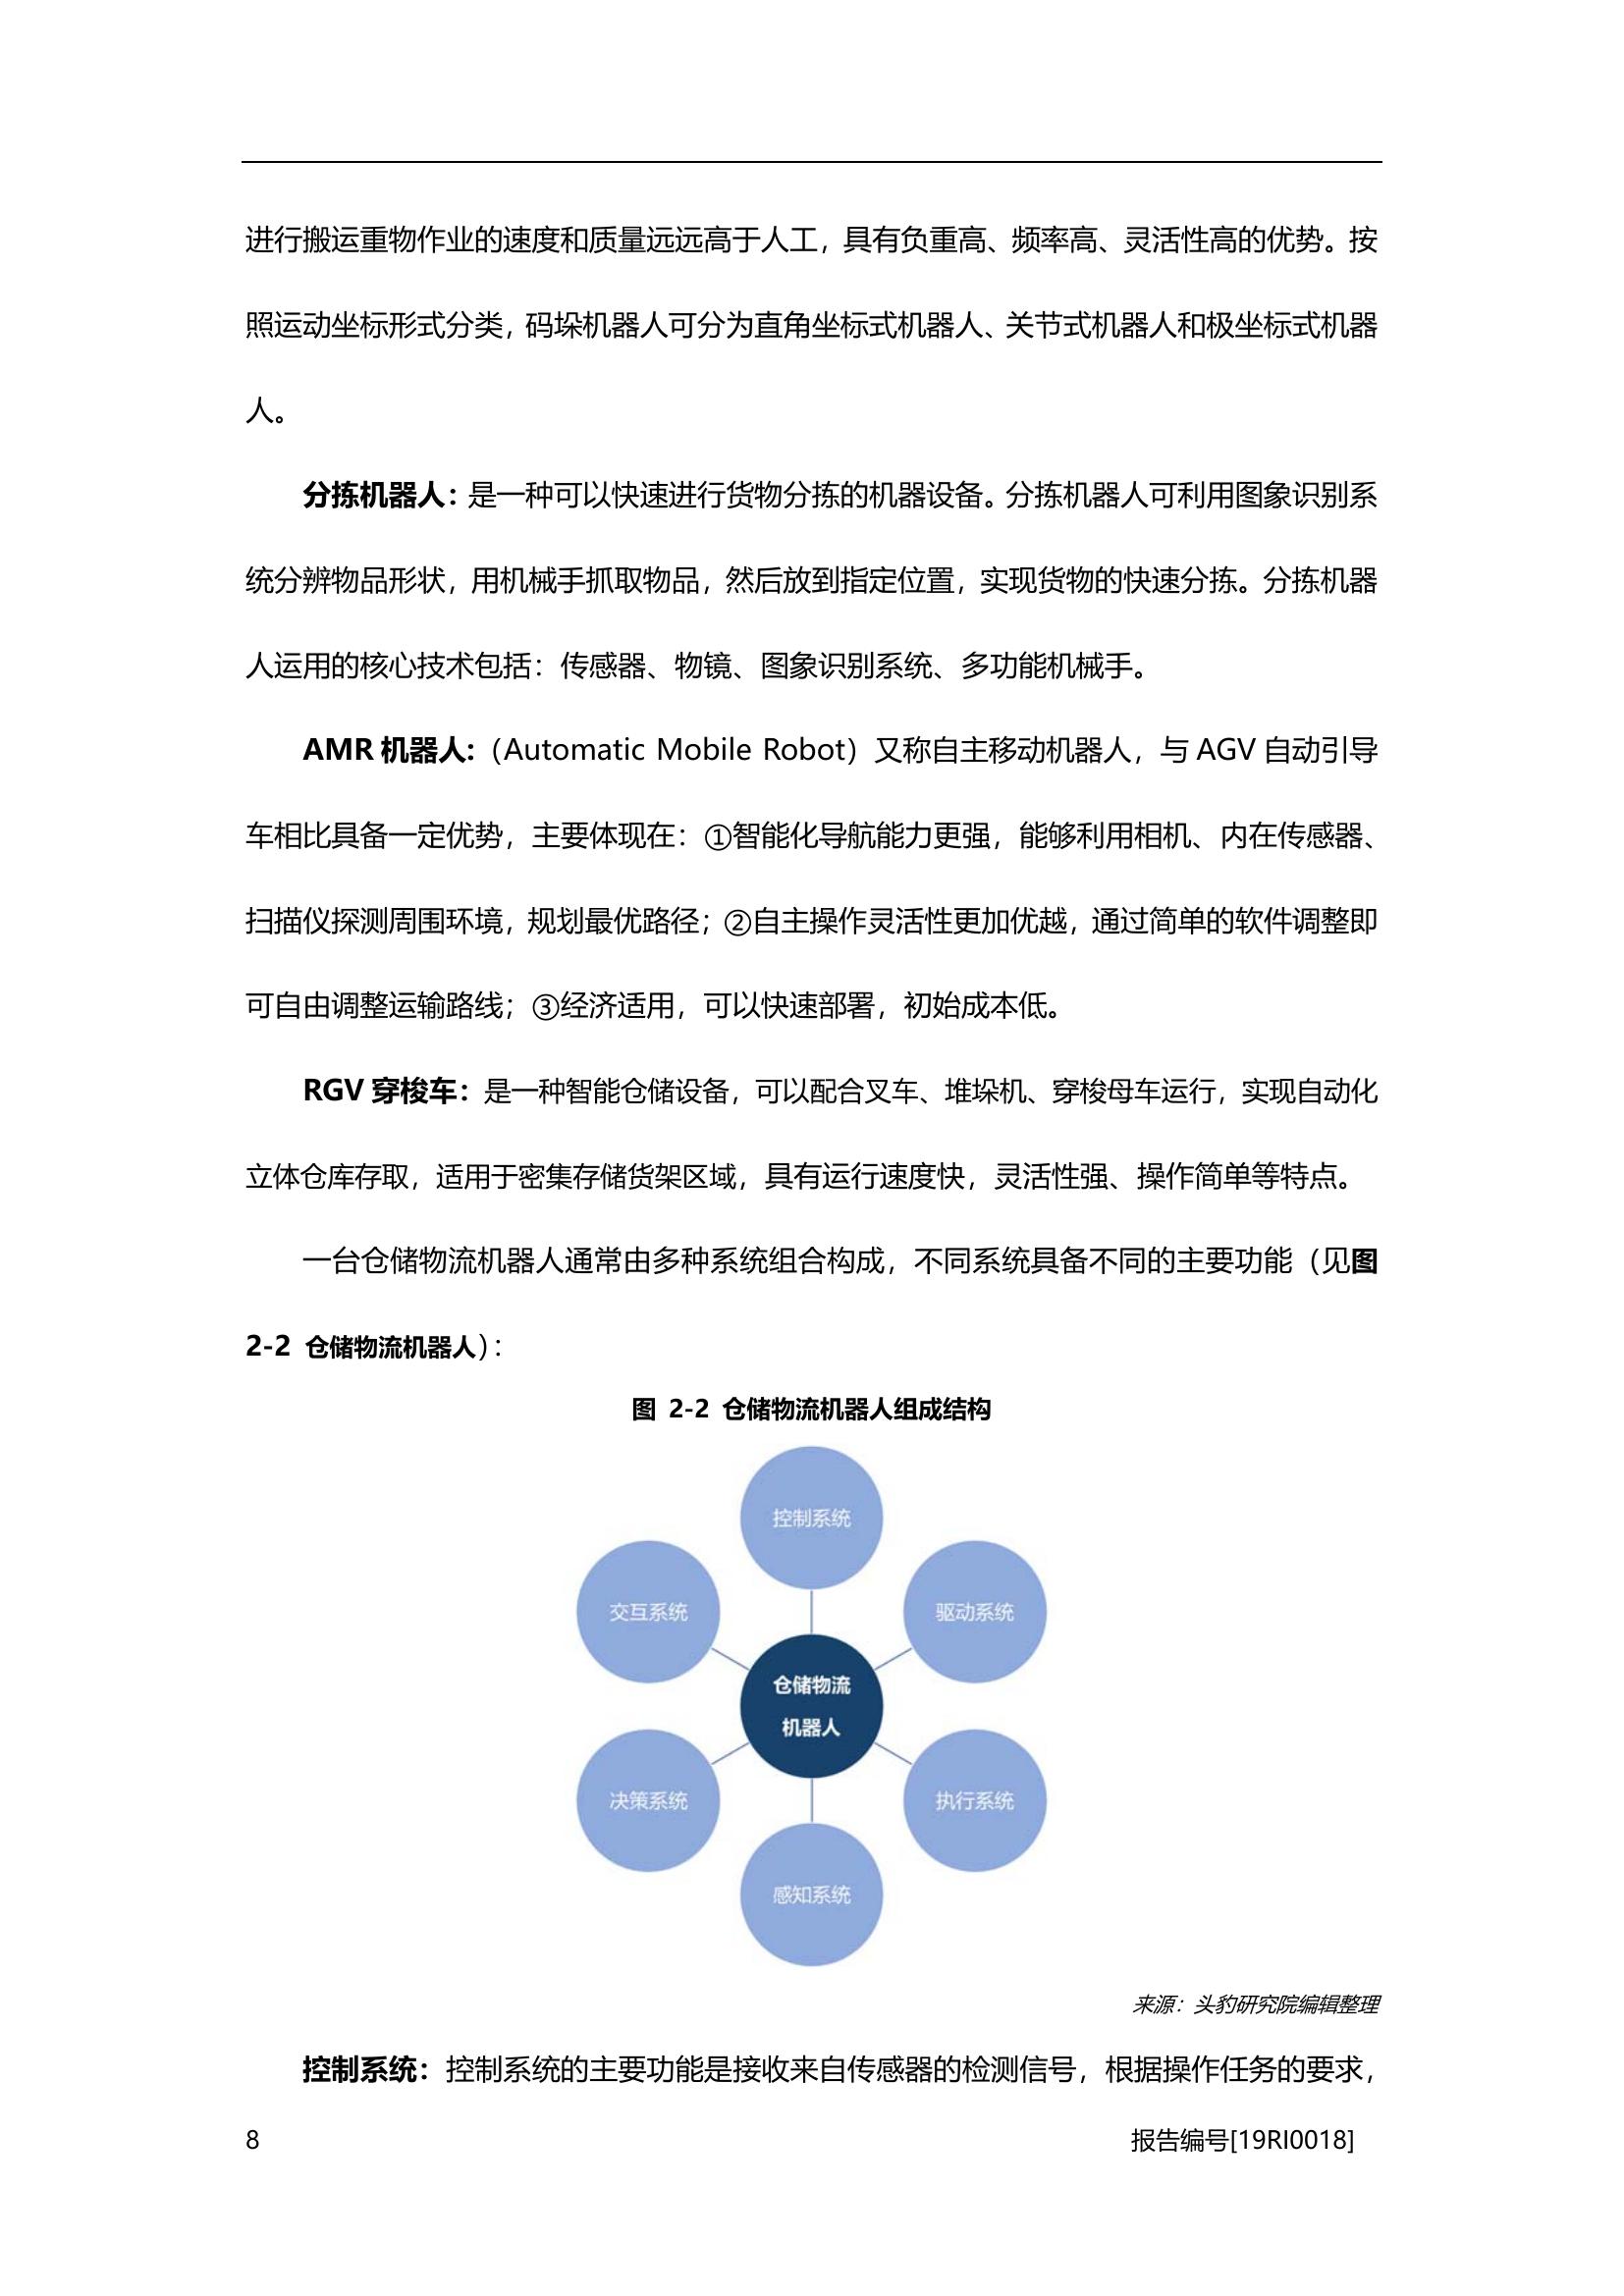 进行搬运重物作业的速度和质量远远高于人工，具有负重高、频率高、灵活性高的优势。按
照运动坐标形式分类，码垛机器人可分为直角坐标式机器人、关节式机器人和极坐标式机器
人。
分拣机器人：是一种可以快速进行货物分拣的机器设备。分拣机器人可利用图象识别系
统分辨物品形状，用机械手抓取物品，然后放到指定位置，实现货物的快速分拣。分拣机器
人运用的核心技术包括：传感器、物镜、图象识别系统、多功能机械手。
AMR 机器人:（Automatic Mobile Robot）又称自主移动机器人，与 AGV 自动引导
车相比具备一定优势，主要体现在：①智能化导航能力更强，能够利用相机、内在传感器、
扫描仪探测周围环境，规划最优路径；②自主操作灵活性更加优越，通过简单的软件调整即
可自由调整运输路线；③经济适用，可以快速部署，初始成本低。
RGV 穿梭车：是一种智能仓储设备，可以配合叉车、堆垛机、穿梭母车运行，实现自动化
立体仓库存取，适用于密集存储货架区域，具有运行速度快，灵活性强、操作简单等特点。
一台仓储物流机器人通常由多种系统组合构成，不同系统具备不同的主要功能（见图
2-2 仓储物流机器人）：
图 2-2 仓储物流机器人组成结构
控制系统
交互系统
驱动系统
仓储物流
机器人
决策系统
执行系统
感知系统
来源：头豹研究院编辑整理
控制系统：控制系统的主要功能是接收来自传感器的检测信号，根据操作任务的要求，
8
报告编号[19RI0018]